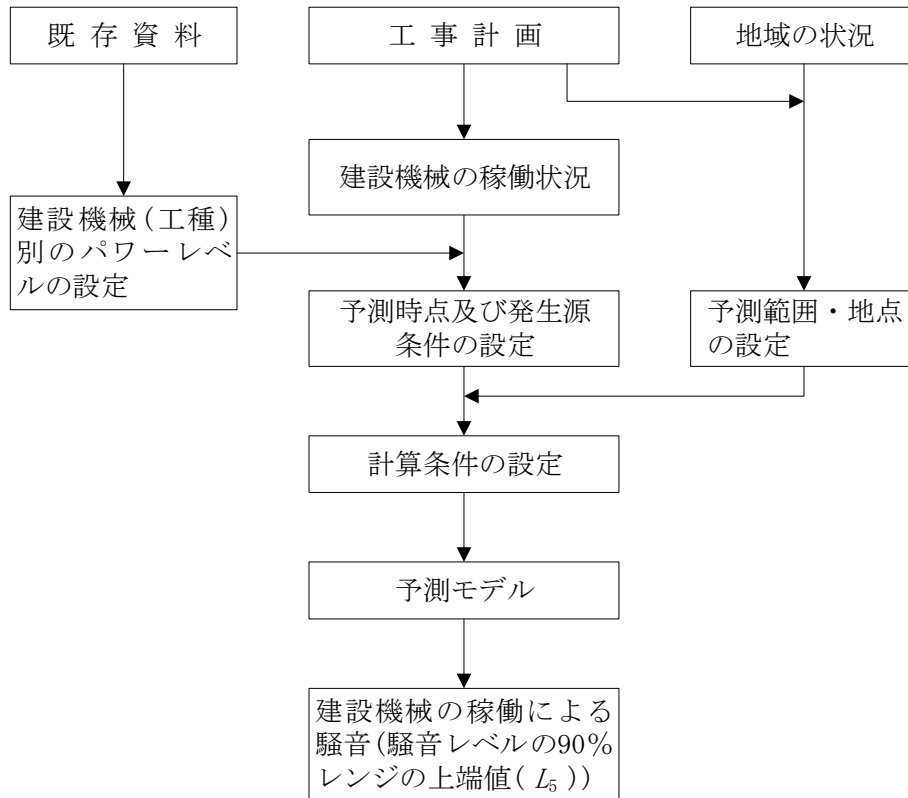 既存資料
工事計画
地域の状況
建設機械の稼働状況
建設機械(工種)
別のパワーレベ
ルの設定
予測時点及び発生源
条件の設定
予測範囲・地点
の設定
計算条件の設定
予測モデル
建設機械の稼働による
騒音(騒音レベルの90%
レンジの上端値(L5))